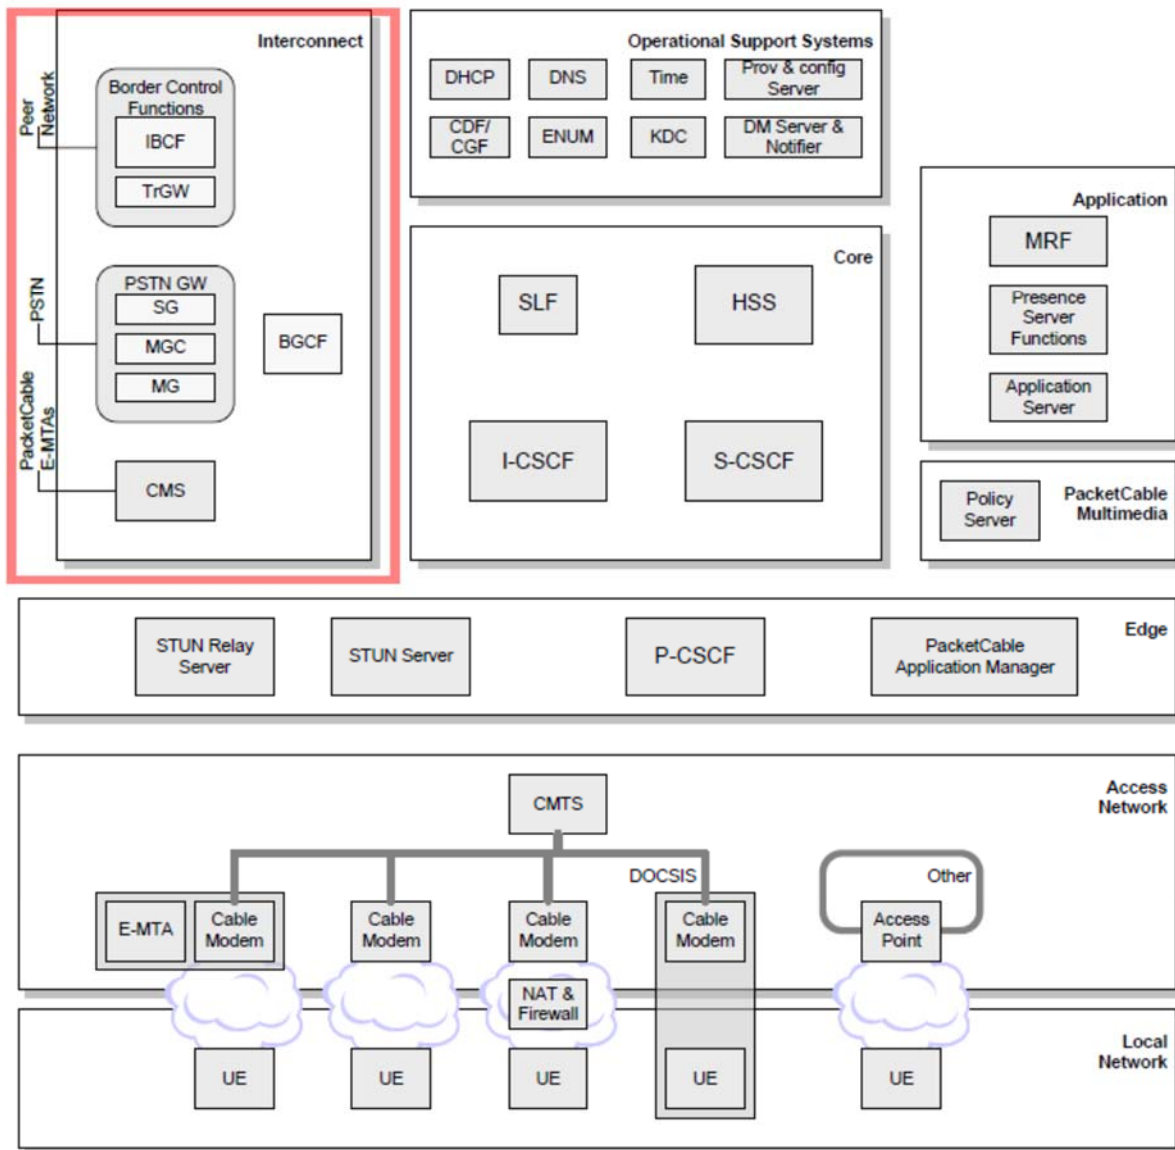 Interconnect
Peer
Network
Border Control
Functions
IBCF
TrGW
PSTN
PSTN GW
SG
MGC
MG
BGCF
PacketCable
E-MTAs
CMS
Operational Support Systems
DHCP
DNS
Time
Prov & config
Server
CDF/
CGF
ENUM
KDC
DM Server &
Notifier
Core
SLF
HSS
I-CSCF
S-CSCF
Application
MRF
Presence
Server
Functions
Application
Server
Policy
Server
PacketCable
Multimedia
Edge
STUN Relay
Server
STUN Server
P-CSCF
PacketCable
Application Manager
Access
Network
CMTS
DOCSIS
Other
E-MTA
Cable
Modem
Cable
Modem
Cable
Modem
Cable
Modem
Access
Point
NAT &
Firewall
Local
Network
UE
UE
UE
UE
UE